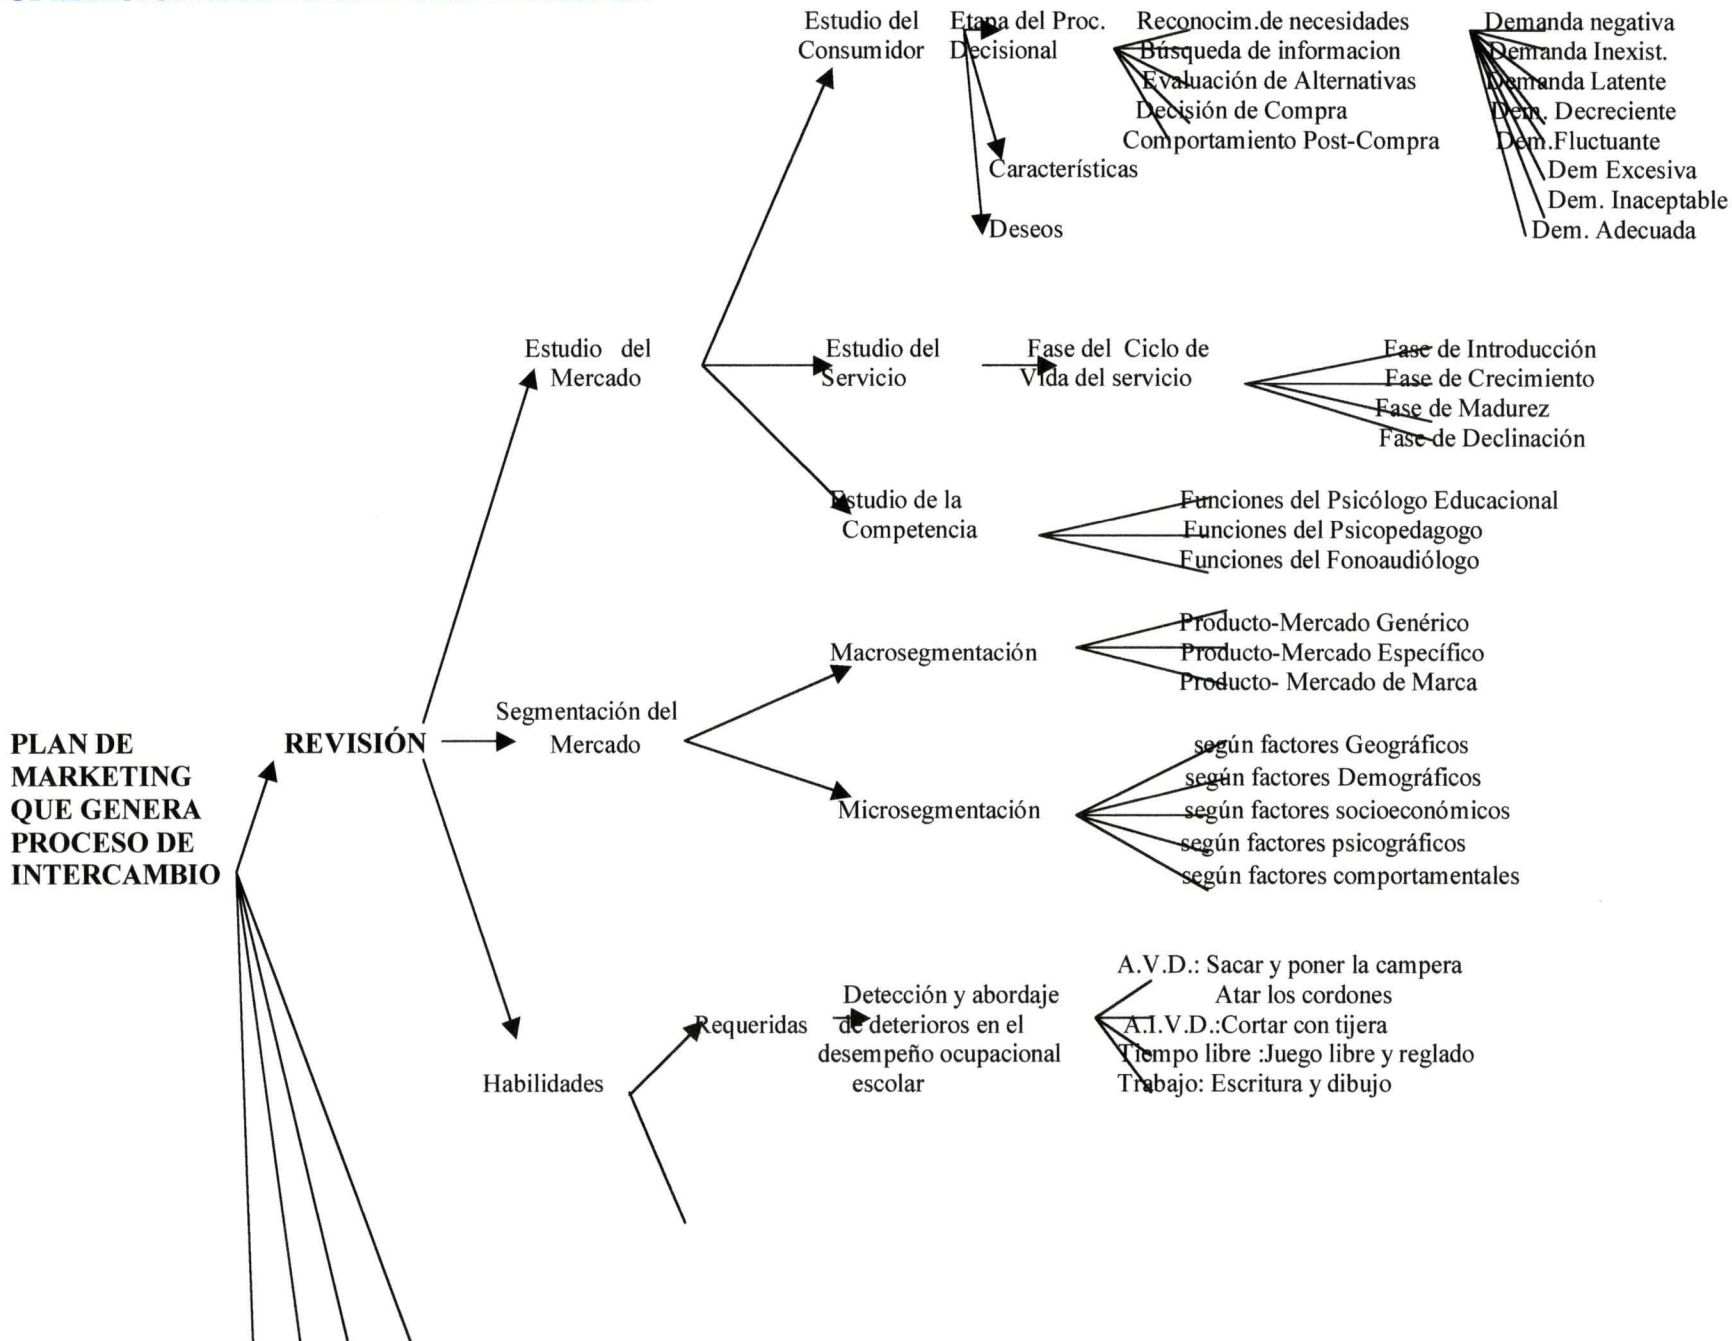 Estudio del
Consumidor
Etapa del Proc.
Decisional
Reconocim.de necesidades
Búsqueda de informacion
Evaluación de Alternativas
Decisión de Compra
Comportamiento Post-Compra
Demanda negativa
Demanda Inexist.
Demanda Latente
Dem. Decreciente
Dem.Fluctuante
Dem Excesiva
Dem. Inaceptable
Dem. Adecuada
Característícas
Deseos
Estudio del
Mercado
Estudio del
Servicio
Fase del Ciclo de
Vida del servicio
Fase de Introducción
Fase de Crecimiento
Fase de Madurez
Fase de Declinación
Estudio de la
Competencia
Funciones del Psicólogo Educacional
Funciones del Psicopedagogo
Funciones del Fonoaudiólogo
Macrosegmentación
Producto-Mercado Genérico
Producto-Mercado Específico
Producto- Mercado de Marca
Segmentación del
Mercado
PLAN DE
MARKETING
QUE GENERA
PROCESO DE
INTERCAMBIO
REVISIÓN
Microsegmentación
según factores Geográficos
según factores Demográficos
según factores socioeconómicos
según factores psicográficos
según factores comportamentales
Habilidades
Requeridas
Detección y abordaje
de deterioros en el
desempeño ocupacional
escolar
A.V.D.: Sacar y poner la campera
Atar los cordones
A.I.V.D.:Cortar con tijera
Tiempo libre :Juego libre y reglado
Trabajo: Escritura y dibujo